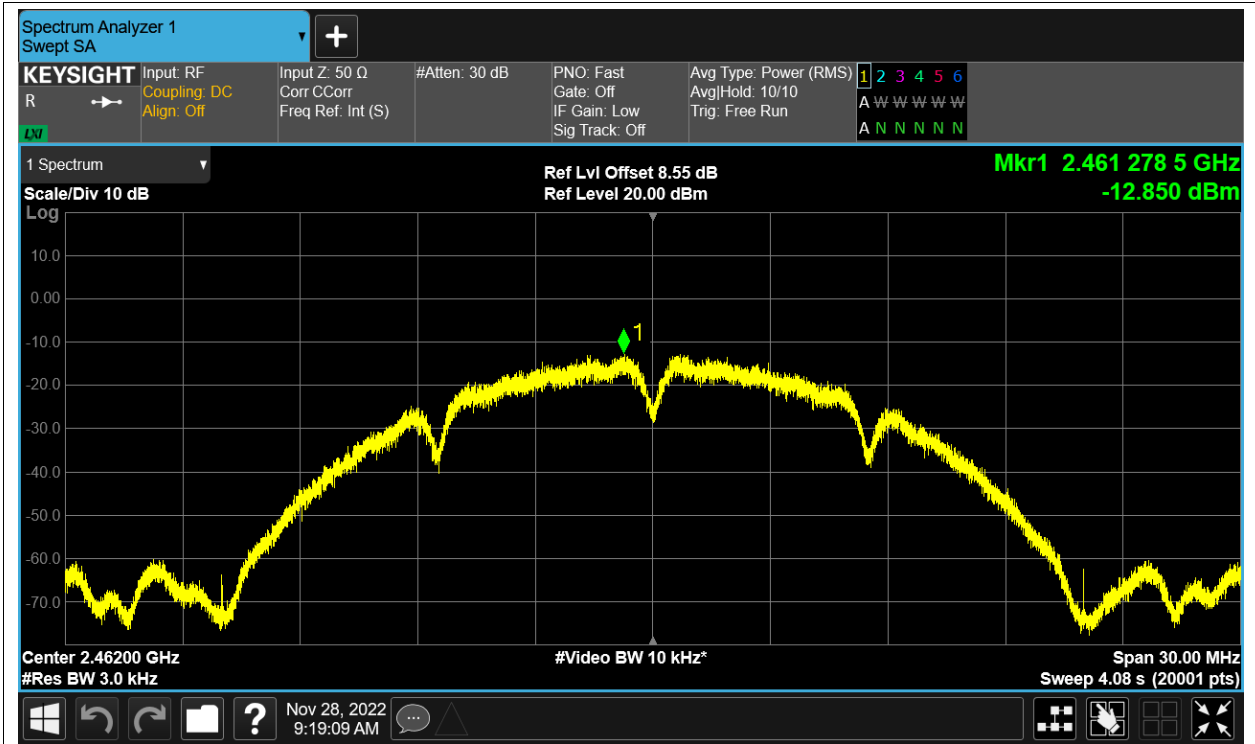 Spectrum Analyzer 1
Swept SA
KEYSIGHT
R
LXI
Input: RF
Coupling: DC
Align: Off
Input Z: 50 Ω
Corr CCorr
Freq Ref: Int (S)
#Atten: 30 dB
PNO: Fast
Gate: Off
IF Gain: Low
Sig Track: Off
Avg Type: Power (RMS)
Avg|Hold: 10/10
Trig: Free Run
1 2 3 4 5 6
A W W W W W
A N N N N N
1 Spectrum
Scale/Div 10 dB
Log
Ref Lvl Offset 8.55 dB
Ref Level 20.00 dBm
Mkr1 2.461 278 5 GHz
-12.850 dBm
10.0
0.00
-10.0
-20.0
-30.0
-40.0
-50.0
-60.0
-70.0
1
Center 2.46200 GHz
#Res BW 3.0 kHz
#Video BW 10 kHz*
Span 30.00 MHz
Sweep 4.08 s (20001 pts)
?
Nov 28, 2022
9:19:09 AM